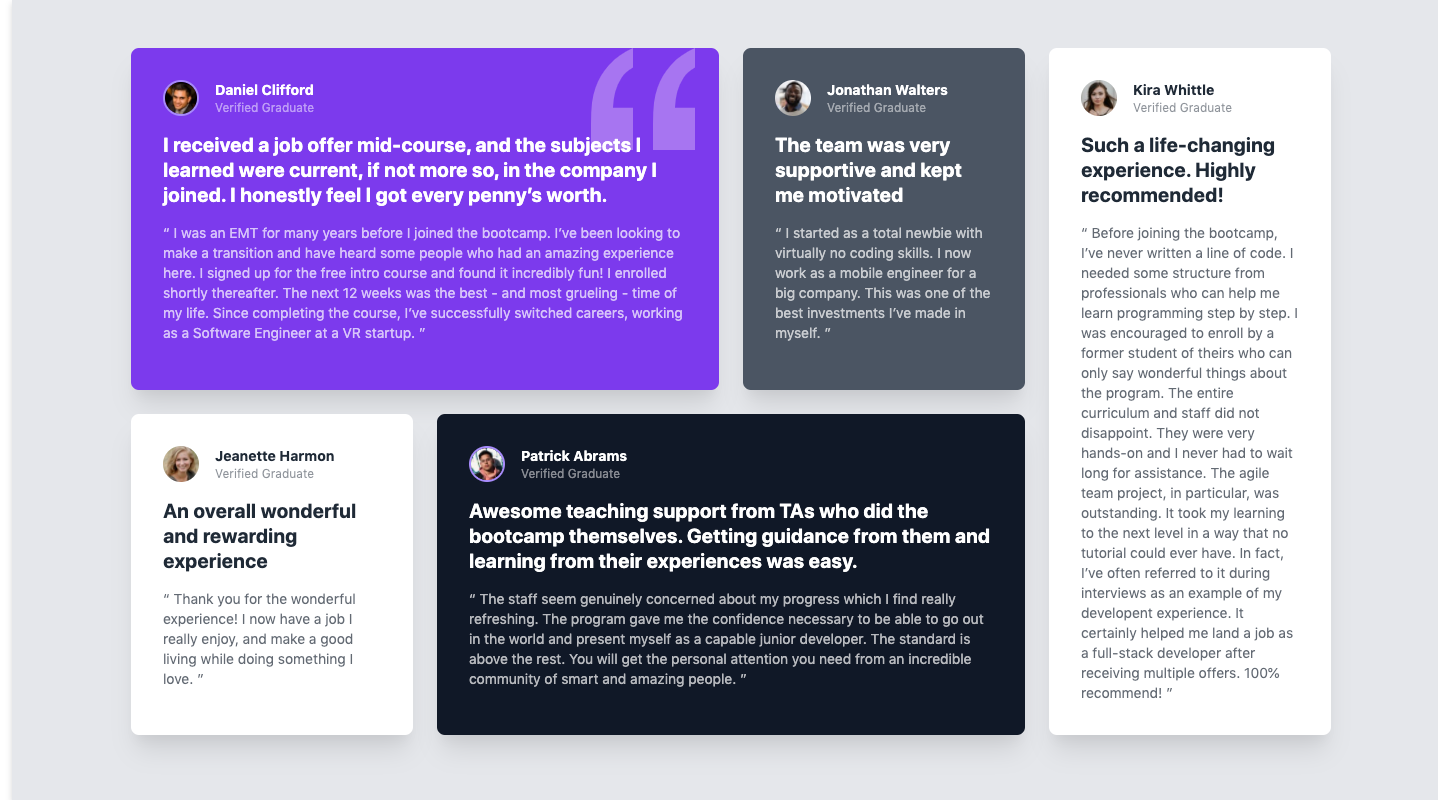 Daniel Clifford
Verified Graduate
I received a job offer mid-course, and the subjects I
learned were current, if not more so, in the company I
joined. I honestly feel I got every penny’s worth.
“ I was an EMT for many years before I joined the bootcamp. I’ve been looking to
make a transition and have heard some people who had an amazing experience
here. I signed up for the free intro course and found it incredibly fun! I enrolled
shortly thereafter. The next 12 weeks was the best - and most grueling - time of
my life. Since completing the course, I’ve successfully switched careers, working
as a Software Engineer at a VR startup. ”
Jonathan Walters
Verified Graduate
The team was very
supportive and kept
me motivated
“ I started as a total newbie with
virtually no coding skills. I now
work as a mobile engineer for a
big company. This was one of the
best investments I’ve made in
myself. ”
Kira Whittle
Verified Graduate
Such a life-changing
experience. Highly
recommended!
“ Before joining the bootcamp,
I’ve never written a line of code. I
needed some structure from
professionals who can help me
learn programming step by step. I
was encouraged to enroll by a
former student of theirs who can
only say wonderful things about
the program. The entire
curriculum and staff did not
disappoint. They were very
hands-on and I never had to wait
long for assistance. The agile
team project, in particular, was
outstanding. It took my learning
to the next level in a way that no
tutorial could ever have. In fact,
I’ve often referred to it during
interviews as an example of my
developent experience. It
certainly helped me land a job as
a full-stack developer after
receiving multiple offers. 100%
recommend! ”
Jeanette Harmon
Verified Graduate
An overall wonderful
and rewarding
experience
“ Thank you for the wonderful
experience! I now have a job I
really enjoy, and make a good
living while doing something I
love. ”
Patrick Abrams
Verified Graduate
Awesome teaching support from TAs who did the
bootcamp themselves. Getting guidance from them and
learning from their experiences was easy.
“ The staff seem genuinely concerned about my progress which I find really
refreshing. The program gave me the confidence necessary to be able to go out
in the world and present myself as a capable junior developer. The standard is
above the rest. You will get the personal attention you need from an incredible
community of smart and amazing people. ”